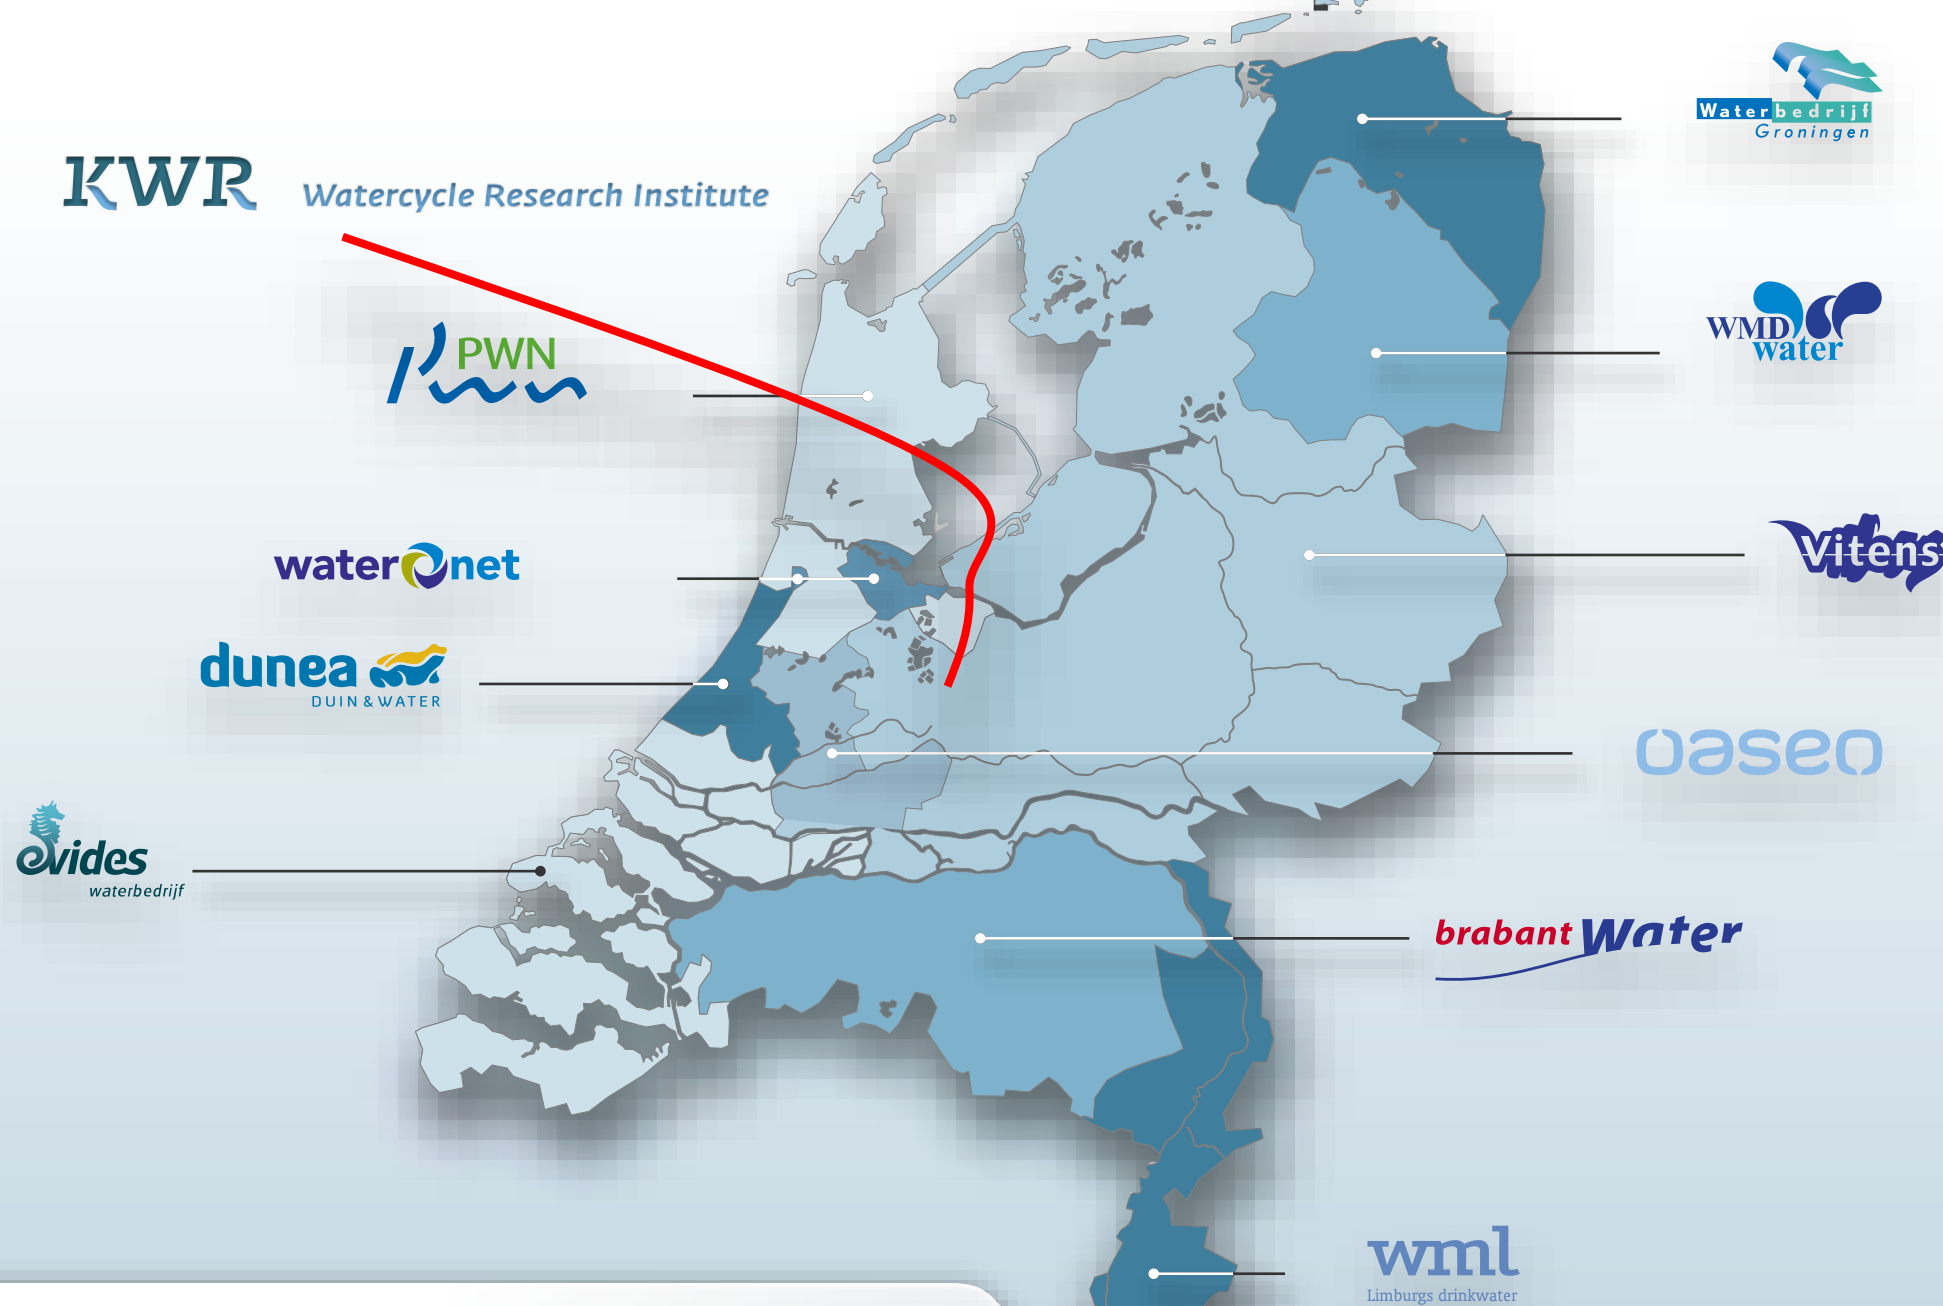 KWR Watercycle Research Institute
Waterbedrijf
Groningen
PWN
WMD
water
waternet
Vitens
dunea
DUIN & WATER
oasen
evides
waterbedrijf
brabant Water
wml
Limburgs drinkwater